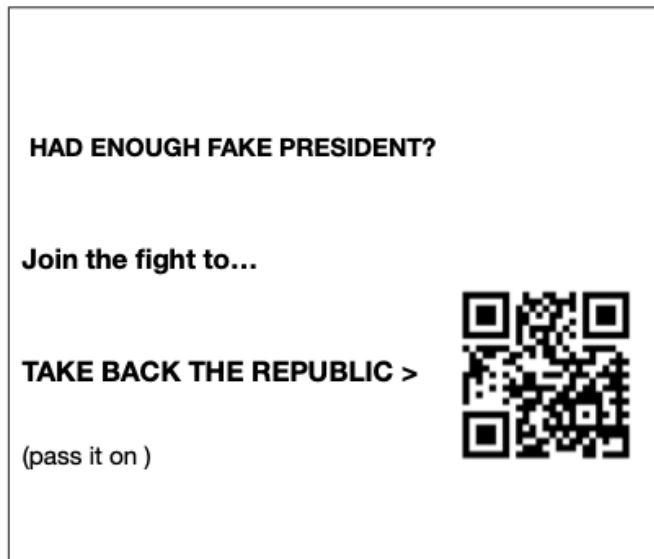 HAD ENOUGH FAKE PRESIDENT?
Join the fight to...
TAKE BACK THE REPUBLIC >
(pass it on )